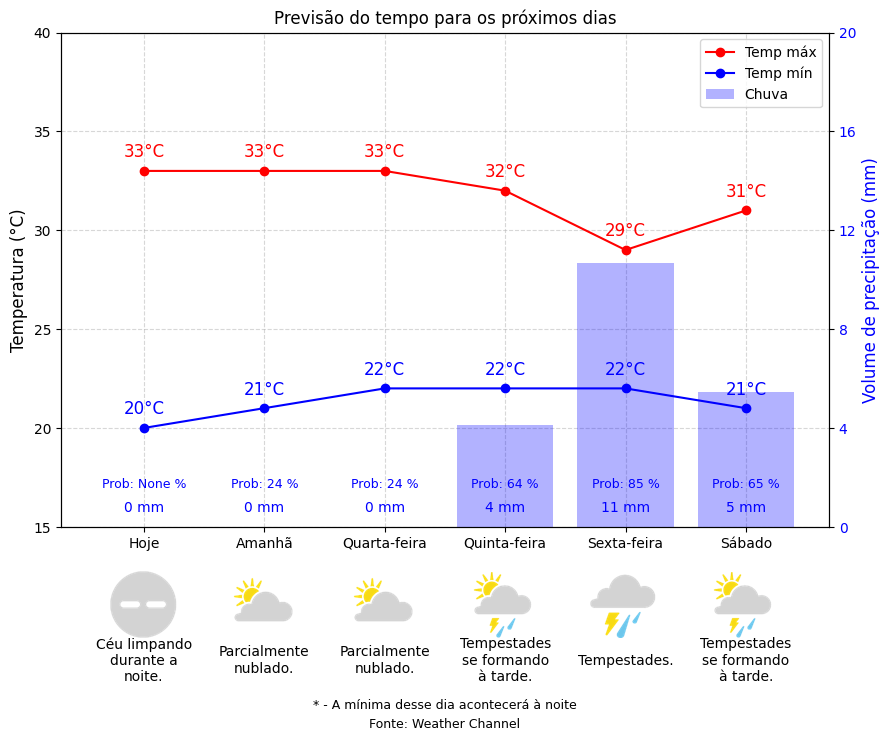 Previsão do tempo para os próximos dias
Temperatura (°C)
Volume de precipitação (mm)
40
35
30
25
20
15
20
16
12
8
4
0
Temp máx
Temp mín
Chuva
33°C 33°C 33°C 32°C 29°C 31°C
20°C 21°C 22°C 22°C 22°C 21°C
Prob: None % Prob: 24 % Prob: 24 % Prob: 64 % Prob: 85 % Prob: 65 %
0 mm 0 mm 0 mm 4 mm 11 mm 5 mm
Hoje Amanhã Quarta-feira Quinta-feira Sexta-feira Sábado
Céu limpando
durante a
noite.
Parcialmente
nublado.
Parcialmente
nublado.
Tempestades
se formando
à tarde.
Tempestades.
Tempestades
se formando
à tarde.
* - A mínima desse dia acontecerá à noite
Fonte: Weather Channel